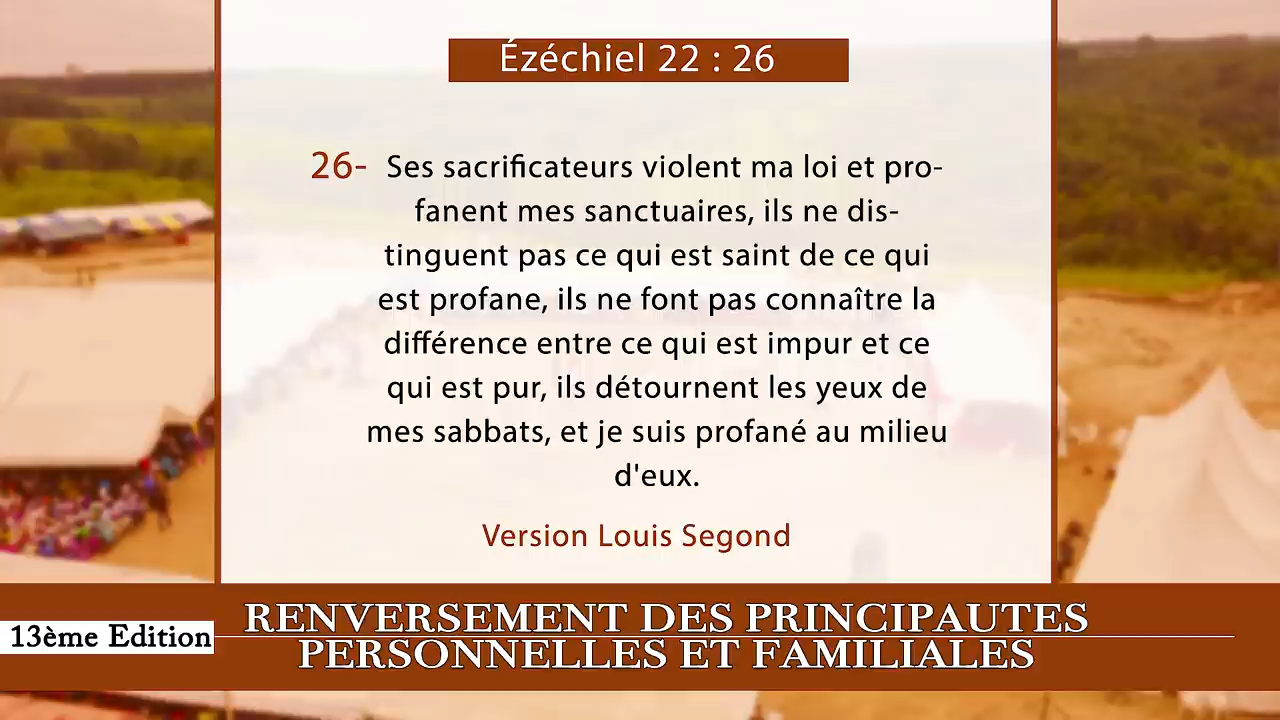 Ézéchiel 22 : 26
26- Ses sacrificateurs violent ma loi et pro-
fanent mes sanctuaires, ils ne dis-
tinguent pas ce qui est saint de ce qui
est profane, ils ne font pas connaître la
différence entre ce qui est impur et ce
qui est pur, ils détournent les yeux de
mes sabbats, et je suis profané au milieu
d'eux.
Version Louis Segond
13ème Edition
RENVERSEMENT DES PRINCIPAUTES
PERSONNELLES ET FAMILIALES